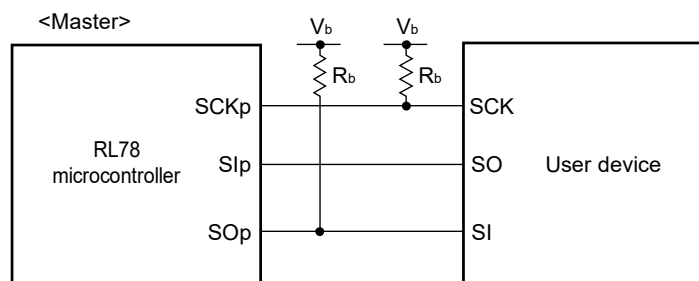 <Master>
Vb
Vb
Rb
Rb
SCKp
SCK
RL78
microcontroller
SIp
SO
User device
SOp
SI